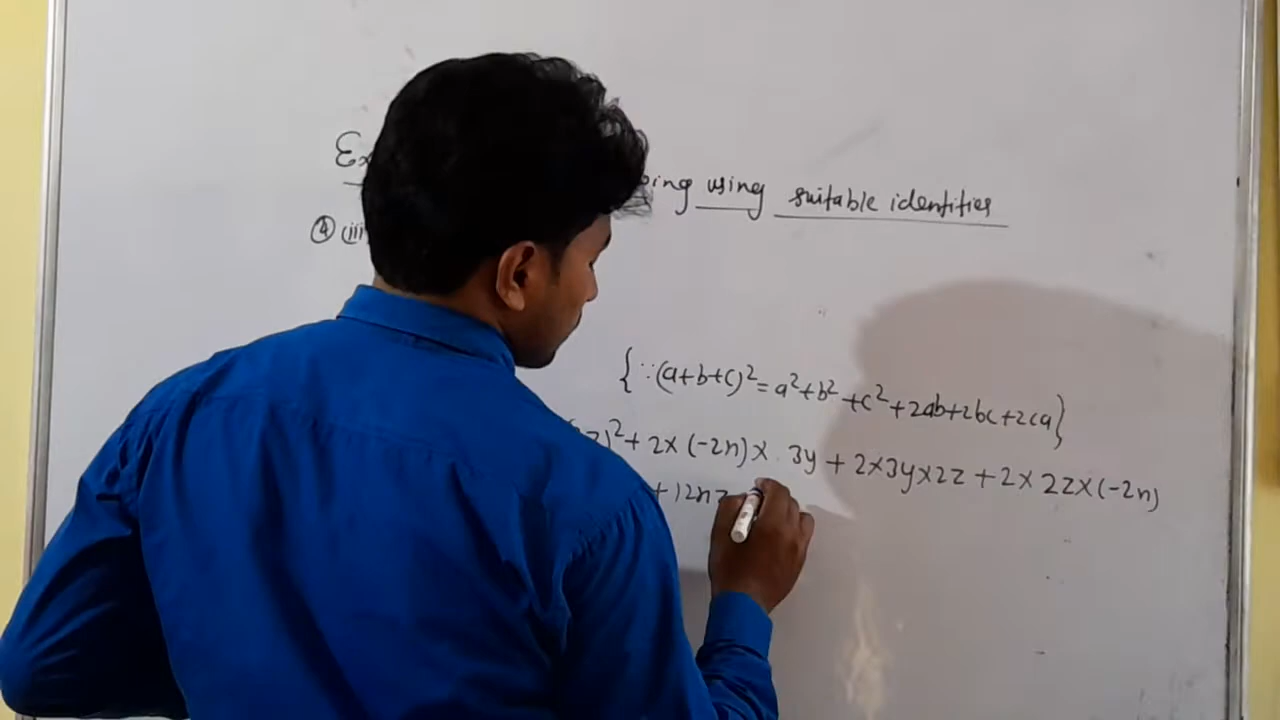 Ex
using suitable identities
④ (iii
{∵(a+b+c)²=a²+b²+c²+2ab+2bc+2ca}
z)²+2×(-2n)× 3y+2×3y×2z+2×2z×(-2n)
+12nz